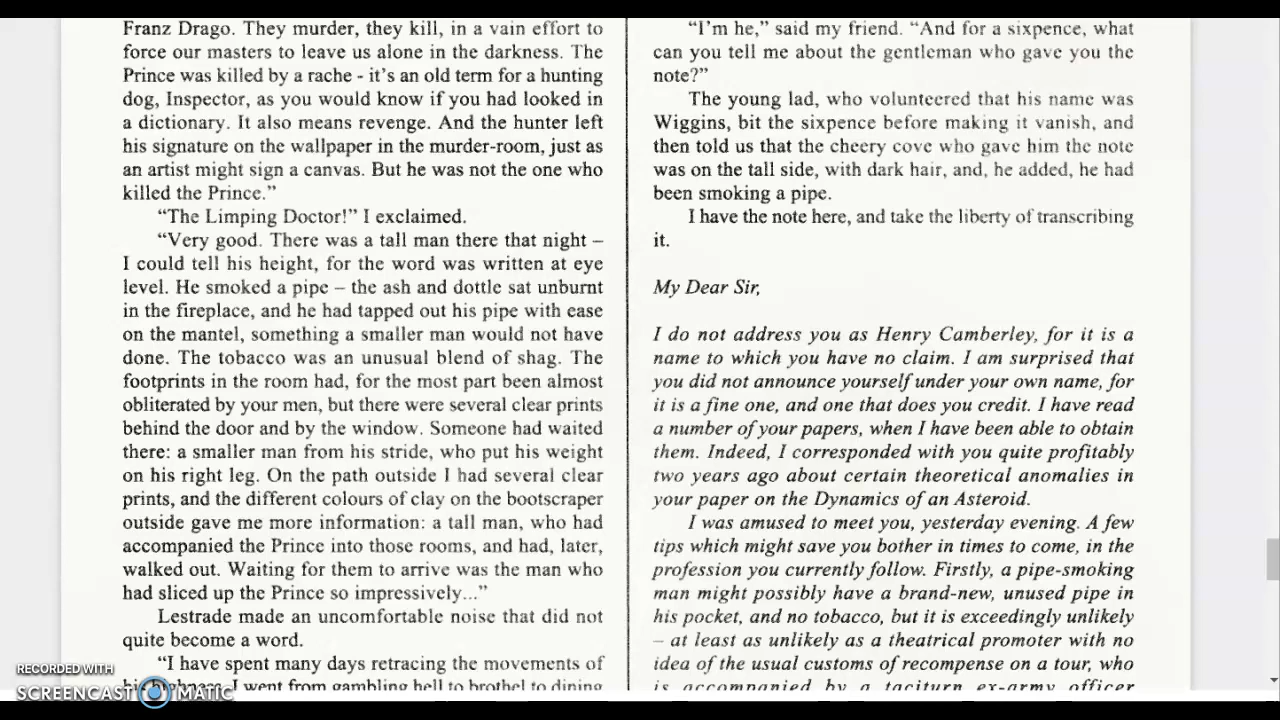 Franz Drago. They murder, they kill, in a vain effort to
force our masters to leave us alone in the darkness. The
Prince was killed by a rache - it's an old term for a hunting
dog, Inspector, as you would know if you had looked in
a dictionary. It also means revenge. And the hunter left
his signature on the wallpaper in the murder-room, just as
an artist might sign a canvas. But he was not the one who
killed the Prince.”
“The Limping Doctor!” I exclaimed.
“Very good. There was a tall man there that night –
I could tell his height, for the word was written at eye
level. He smoked a pipe – the ash and dottle sat unburnt
in the fireplace, and he had tapped out his pipe with ease
on the mantel, something a smaller man would not have
done. The tobacco was an unusual blend of shag. The
footprints in the room had, for the most part been almost
obliterated by your men, but there were several clear prints
behind the door and by the window. Someone had waited
there: a smaller man from his stride, who put his weight
on his right leg. On the path outside I had several clear
prints, and the different colours of clay on the bootscraper
outside gave me more information: a tall man, who had
accompanied the Prince into those rooms, and had, later,
walked out. Waiting for them to arrive was the man who
had sliced up the Prince so impressively...”
Lestrade made an uncomfortable noise that did not
quite become a word.
“I have spent many days retracing the movements of
his highness. I went from gambling hell to brothel to dining
“I'm he,” said my friend. “And for a sixpence, what
can you tell me about the gentleman who gave you the
note?”
The young lad, who volunteered that his name was
Wiggins, bit the sixpence before making it vanish, and
then told us that the cheery cove who gave him the note
was on the tall side, with dark hair, and, he added, he had
been smoking a pipe.
I have the note here, and take the liberty of transcribing
it.
My Dear Sir,
I do not address you as Henry Camberley, for it is a
name to which you have no claim. I am surprised that
you did not announce yourself under your own name, for
it is a fine one, and one that does you credit. I have read
a number of your papers, when I have been able to obtain
them. Indeed, I corresponded with you quite profitably
two years ago about certain theoretical anomalies in
your paper on the Dynamics of an Asteroid.
I was amused to meet you, yesterday evening. A few
tips which might save you bother in times to come, in the
profession you currently follow. Firstly, a pipe-smoking
man might possibly have a brand-new, unused pipe in
his pocket, and no tobacco, but it is exceedingly unlikely
– at least as unlikely as a theatrical promoter with no
idea of the usual customs of recompense on a tour, who
is accompanied by a taciturn ex-army officer
RECORDED WITH
SCREENCAST MATIC